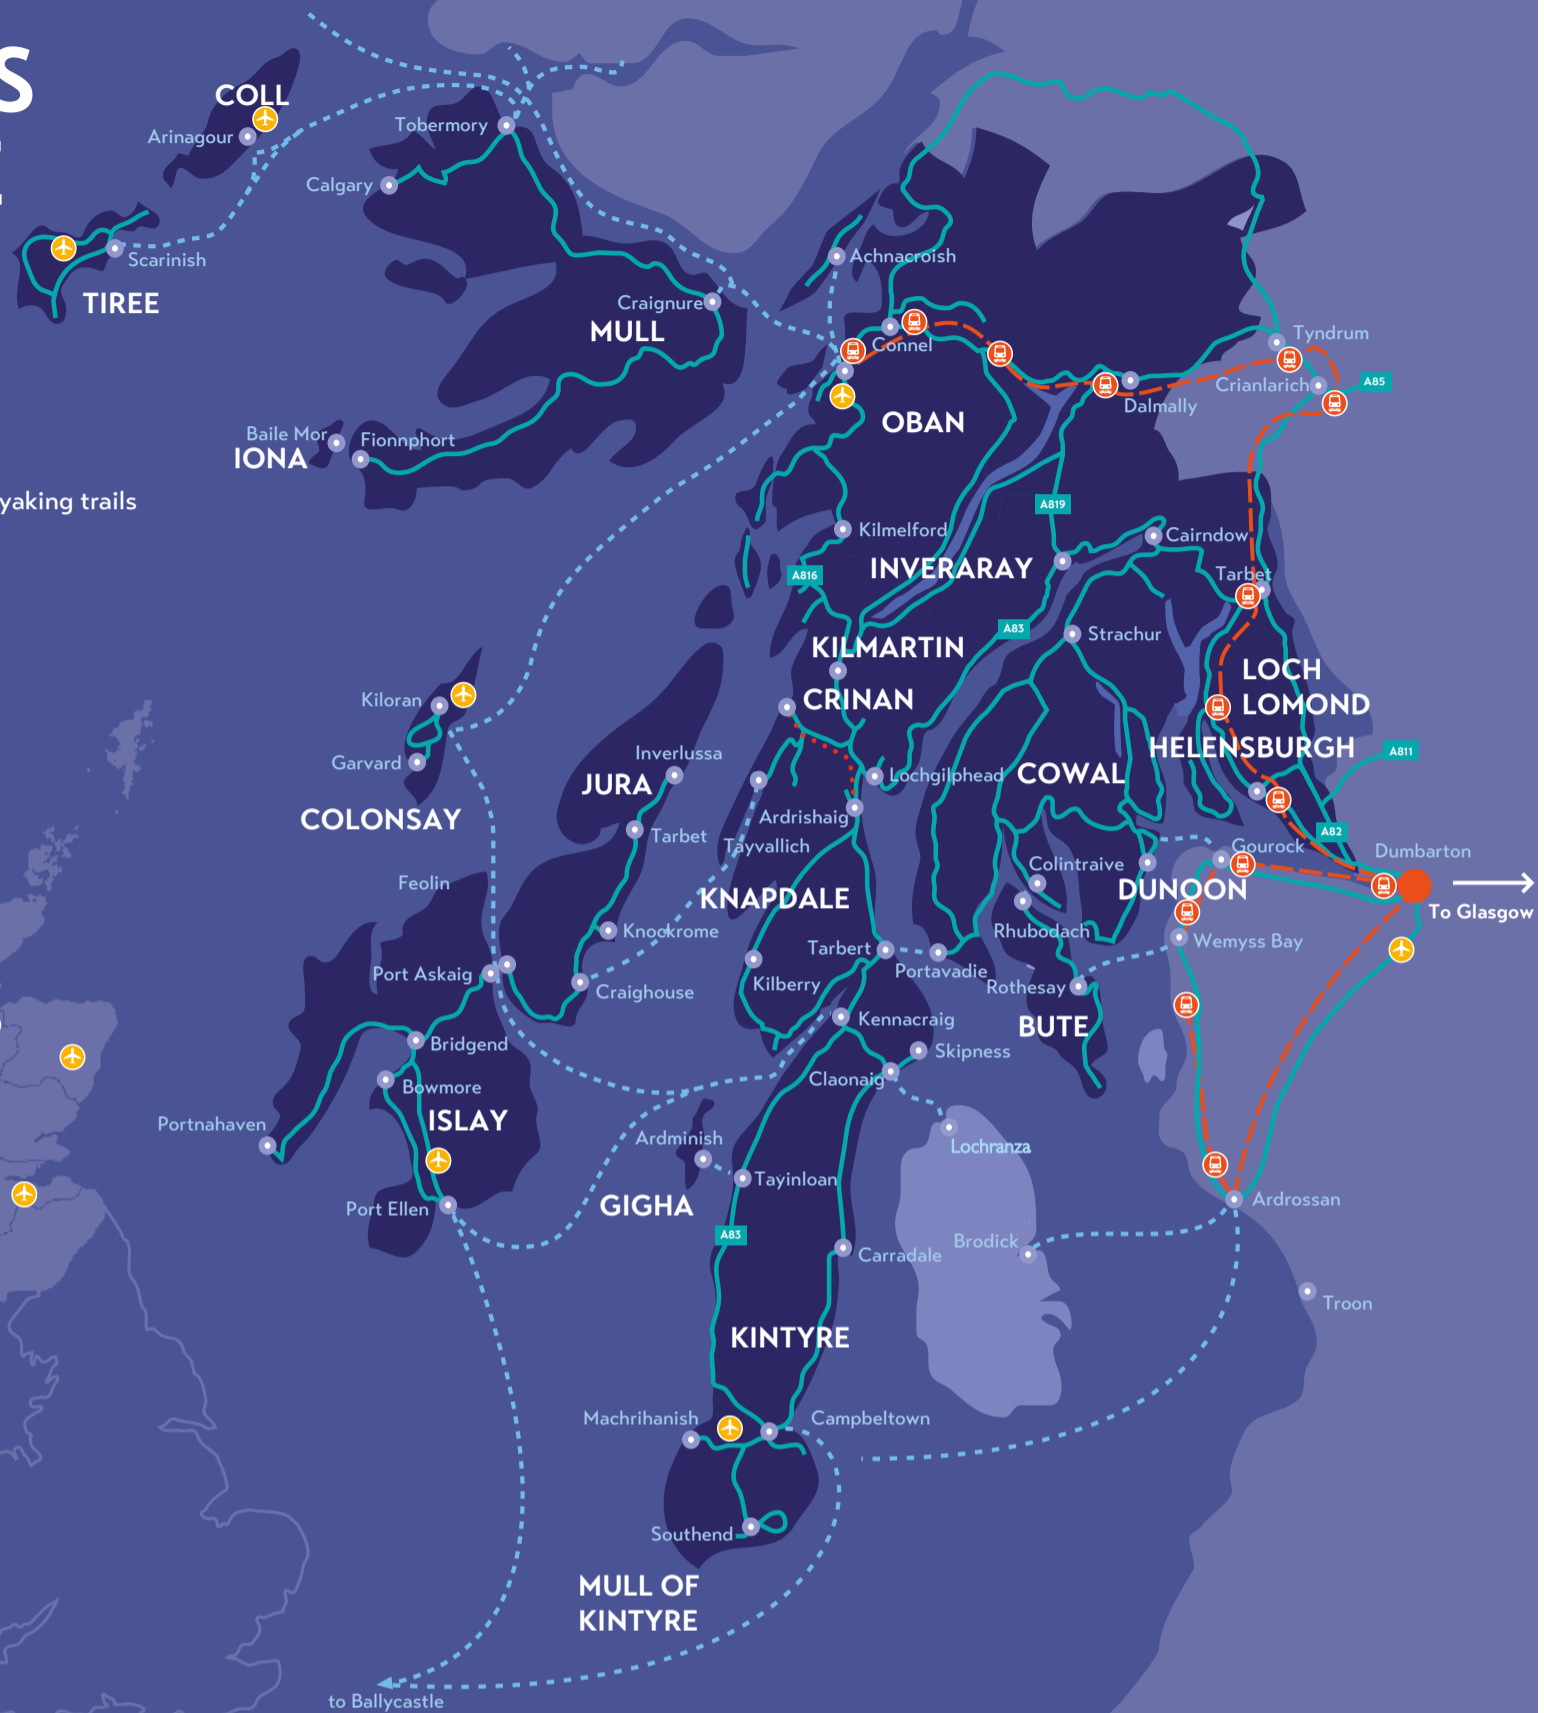 S
COLL
Arinagour
Tobermory
Calgary
Scarinish
TIREE
Achnacroish
Craignure
MULL
Connel
Tyndrum
Crianlarich
A85
Dalmally
OBAN
Baile Mor
IONA
Fionnphort
yaking trails
A819
Kilmelford
Cairndow
INVERARAY
A816
Tarbet
A83
Strachur
KILMARTIN
LOCH
LOMOND
CRINAN
Kiloran
HELENSBURGH
A811
Inverlussa
Garvard
JURA
Lochgilphead
COWAL
COLONSAY
Ardrishaig
A82
Tarbet
Tayvallich
Gourock
Dumbarton
Colintraive
Feolin
DUNOON
KNAPDALE
To Glasgow
Knockrome
Rhubodach
Wemyss Bay
Tarbert
Portavadie
Port Askaig
Kilberry
Rothesay
Craighouse
Kennacraig
BUTE
Bridgend
Skipness
Claonaig
Bowmore
ISLAY
Portnahaven
Ardminish
Lochranza
Tayinloan
GIGHA
Port Ellen
Ardrossan
A83
Brodick
Carradale
Troon
KINTYRE
Machrihanish
Campbeltown
Southend
MULL OF
KINTYRE
to Ballycastle